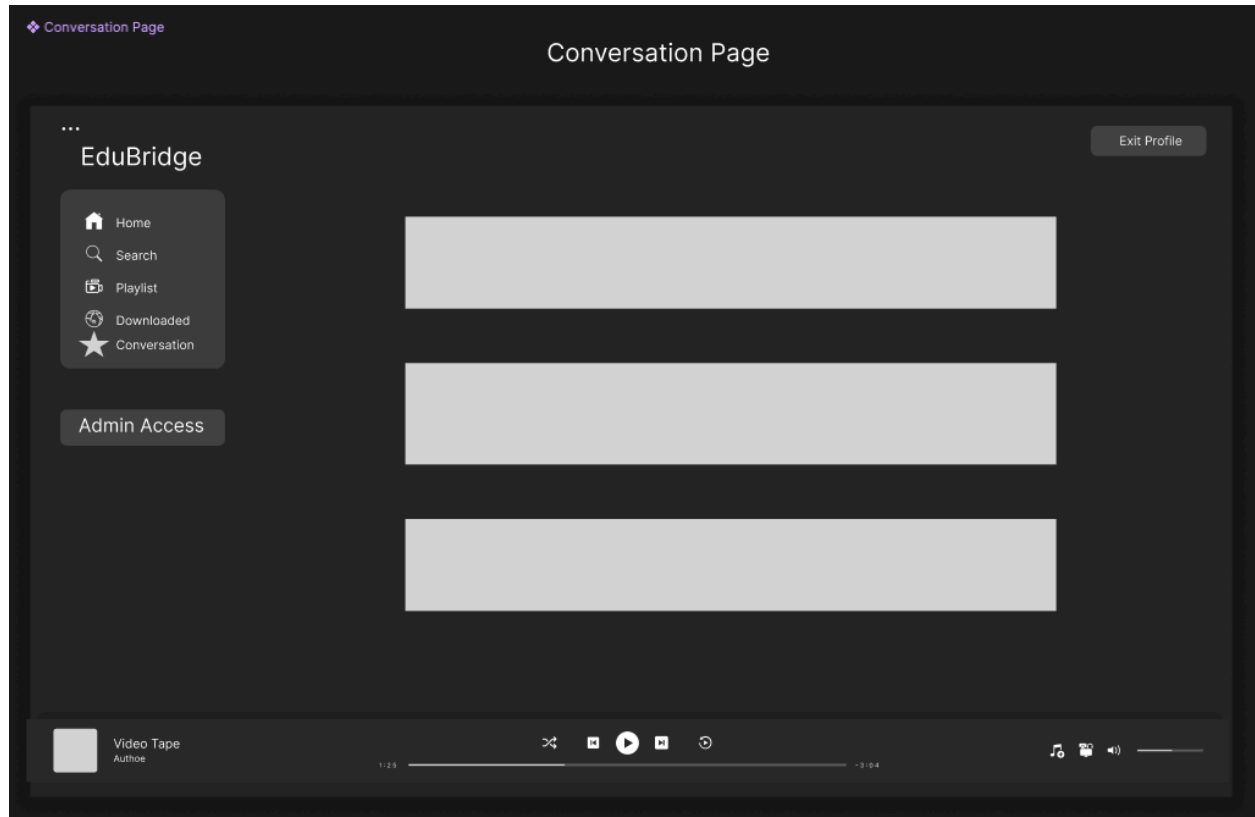 Conversation Page
Conversation Page
...
EduBridge
Exit Profile
Home
Search
Playlist
Downloaded
Conversation
Admin Access
Video Tape
Authoe
1:25
-3:04